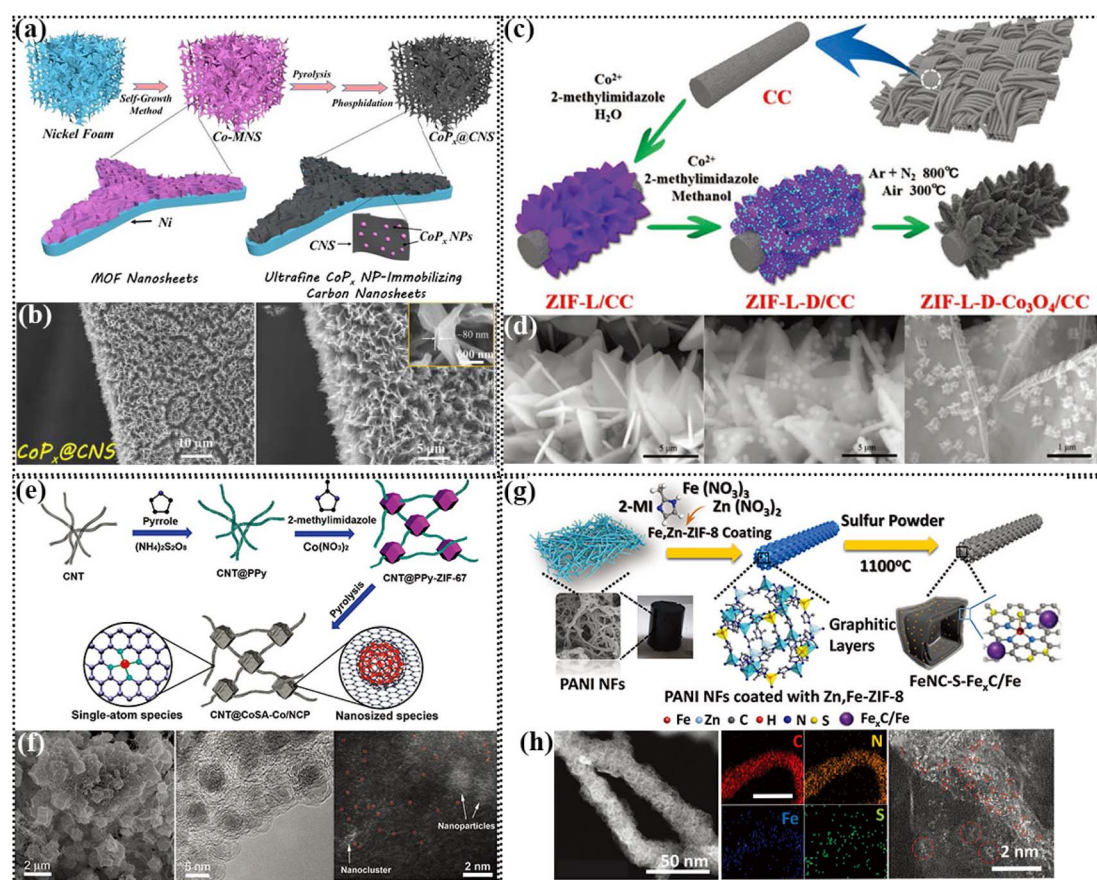 (a)
Nickel Foam
Self-Growth
Method
Co-MNS
Pyrolysis
Phosphidation
CoPₓ@CNS
Ni
CNS
CoPₓ NPs
MOF Nanosheets
Ultrafine CoPₓ NP-Immobilizing
Carbon Nanosheets
(b)
CoPₓ@CNS
10 μm
5 μm
~80 nm
(c)
CC
Co²⁺
2-methylimidazole
H₂O
Co²⁺
2-methylimidazole
Methanol
Ar + N₂ 800℃
Air 300℃
ZIF-L/CC
ZIF-L-D/CC
ZIF-L-D-Co₃O₄/CC
(d)
5 μm
5 μm
1 μm
(e)
CNT
Pyrrole
(NH₄)₂S₂O₈
CNT@PPy
2-methylimidazole
Co(NO₃)₂
CNT@PPy-ZIF-67
Pyrolysis
Single-atom species
CNT@CoSA-Co/NCP
Nanosized species
(f)
2 μm
5 nm
Nanoparticles
Nanocluster
2 nm
(g)
2-MI
Fe (NO₃)₃
Zn (NO₃)₂
Fe,Zn-ZIF-8 Coating
Sulfur Powder
1100°C
PANI NFs
Graphitic
Layers
PANI NFs coated with Zn,Fe-ZIF-8
FeNC-S-FeₓC/Fe
Fe Zn C H N S FeₓC/Fe
(h)
50 nm
C
N
Fe
S
2 nm